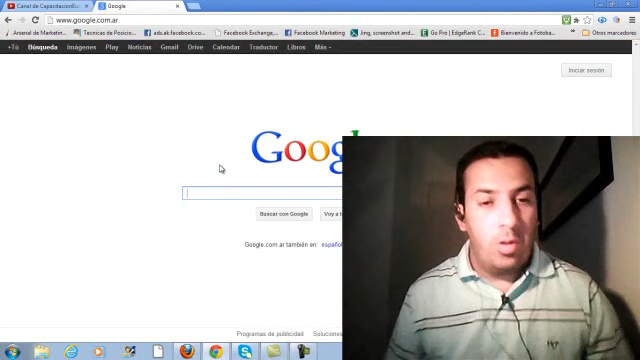 Canal de CapacitacionEur
Google
www.google.com.ar
Arsenal de Marketing...
Tecnicas de Posicio...
ads.ak.facebook.co...
Facebook Exchange,...
Facebook Marketing
Jing, screenshot and...
Go Pro | EdgeRank C...
Bienvenido a Fotoba...
Otros marcadores
+Tú Búsqueda Imágenes Play Noticias Gmail Drive Calendar Traductor Libros Más
Iniciar sesión
Goog
Buscar con Google
Voy a t
Google.com.ar también en: español
Programas de publicidad
Soluciones